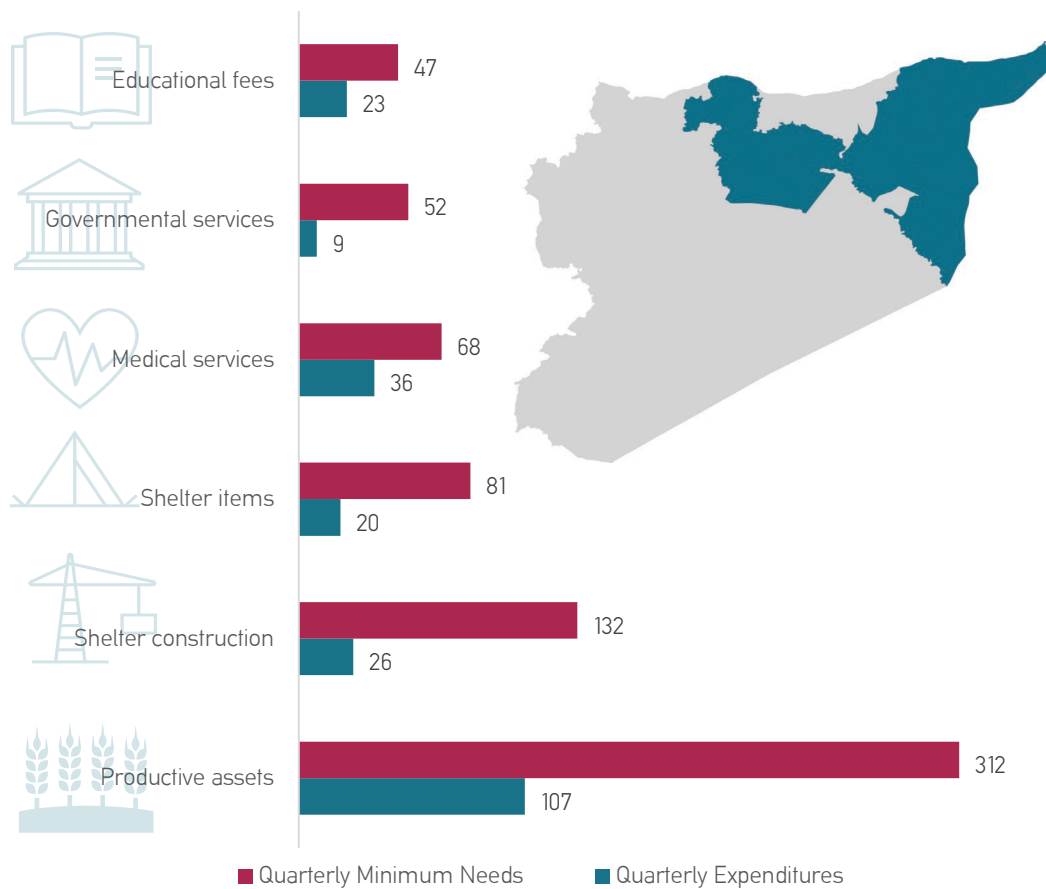 Educational fees
47
23
Governmental services
52
9
Medical services
68
36
Shelter items
81
20
Shelter construction
132
26
Productive assets
312
107
Quarterly Minimum Needs
Quarterly Expenditures